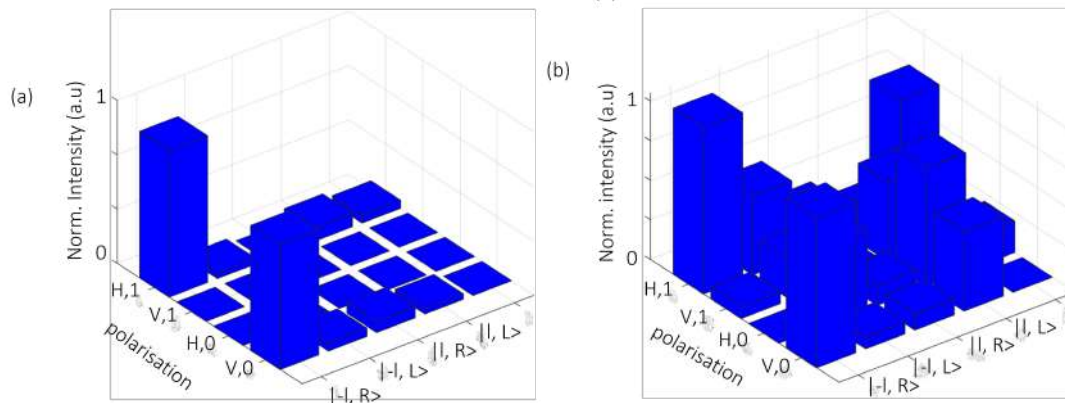 (a)
Norm. Intensity (a.u)
1
0
H,1
V,1
H,0
V,0
polarisation
|-l, R>
|-l, L>
|l, R>
|l, L>
(b)
Norm. intensity (a.u)
1
0
H,1
V,1
H,0
V,0
polarisation
|-l, R>
|-l, L>
|l, R>
|l, L>